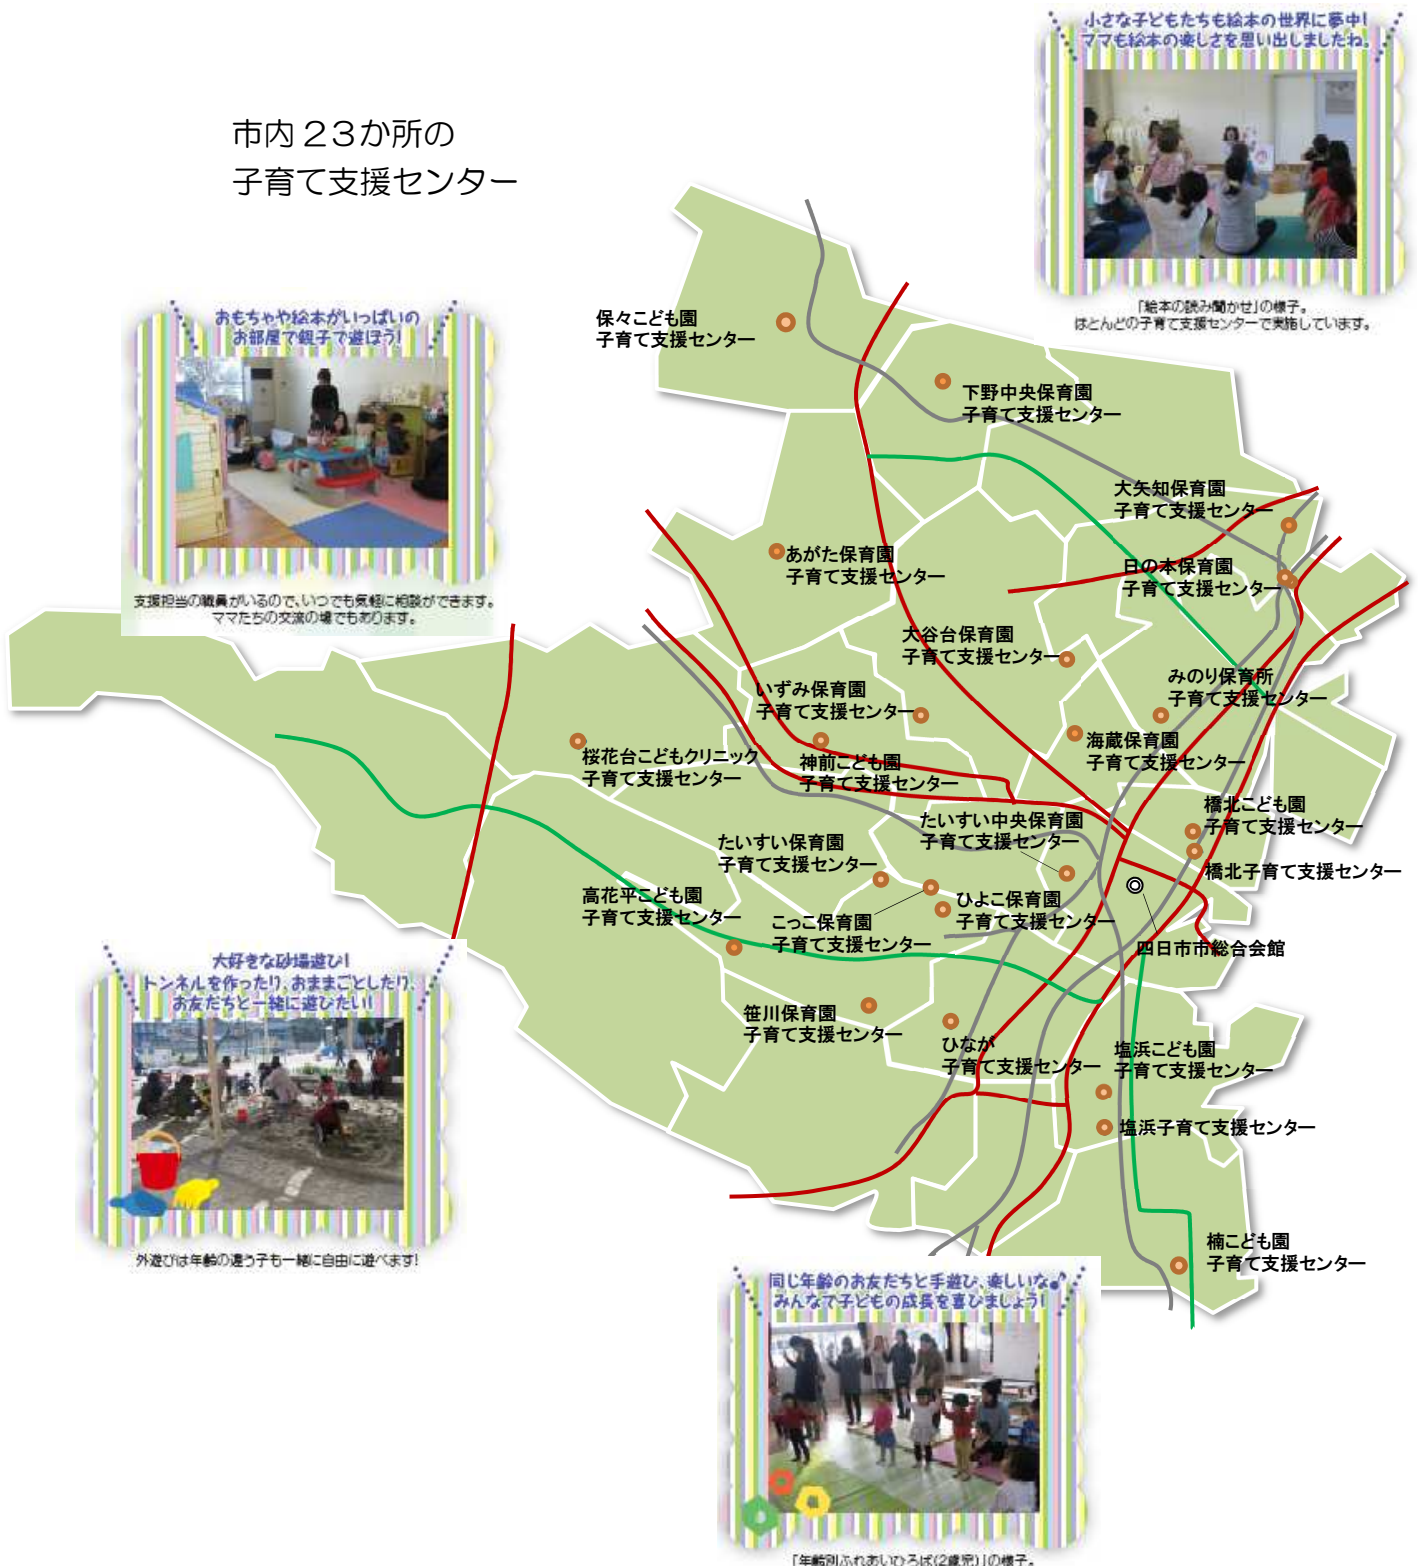 小さな子どもたちも絵本の世界に夢中!
ママも絵本の楽しさを思い出しましたね。
「絵本の読み聞かせ」の様子。
ほとんどの子育て支援センターで実施しています。
市内23か所の
子育て支援センター
おもちゃや絵本がいっぱいの
お部屋で親子で遊ぼう!
支援担当の職員がいるので、いつでも気軽に相談ができます。
ママたちの交流の場でもあります。
保々こども園
子育て支援センター
下野中央保育園
子育て支援センター
大矢知保育園
子育て支援センター
あがた保育園
子育て支援センター
日の本保育園
子育て支援センター
大谷台保育園
子育て支援センター
みのり保育所
子育て支援センター
いずみ保育園
子育て支援センター
海蔵保育園
子育て支援センター
桜花台こどもクリニック
子育て支援センター
神前こども園
子育て支援センター
橋北こども園
子育て支援センター
たいすい中央保育園
子育て支援センター
たいすい保育園
子育て支援センター
橋北子育て支援センター
高花平こども園
子育て支援センター
ひよこ保育園
子育て支援センター
こっこ保育園
子育て支援センター
四日市市総合会館
笹川保育園
子育て支援センター
ひなが
子育て支援センター
塩浜こども園
子育て支援センター
塩浜子育て支援センター
楠こども園
子育て支援センター
大好きな砂場遊び!
トンネルを作ったり、おままごとしたり、
お友だちと一緒に遊びたい!
外遊びは年齢の違う子も一緒に自由に遊べます!
同じ年齢のお友だちと手遊び、楽しいな♪
みんなで子どもの成長を喜びましょう!
「年齢別ふれあいひろば(2歳児)」の様子。